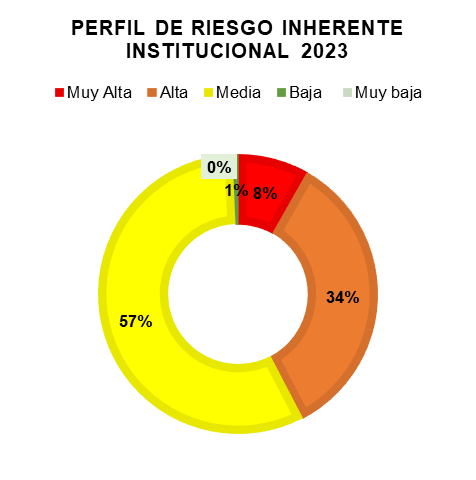 PERFIL DE RIESGO INHERENTE
INSTITUCIONAL 2023
Muy Alta Alta Media Baja Muy baja
0%
1% 8%
34%
57%